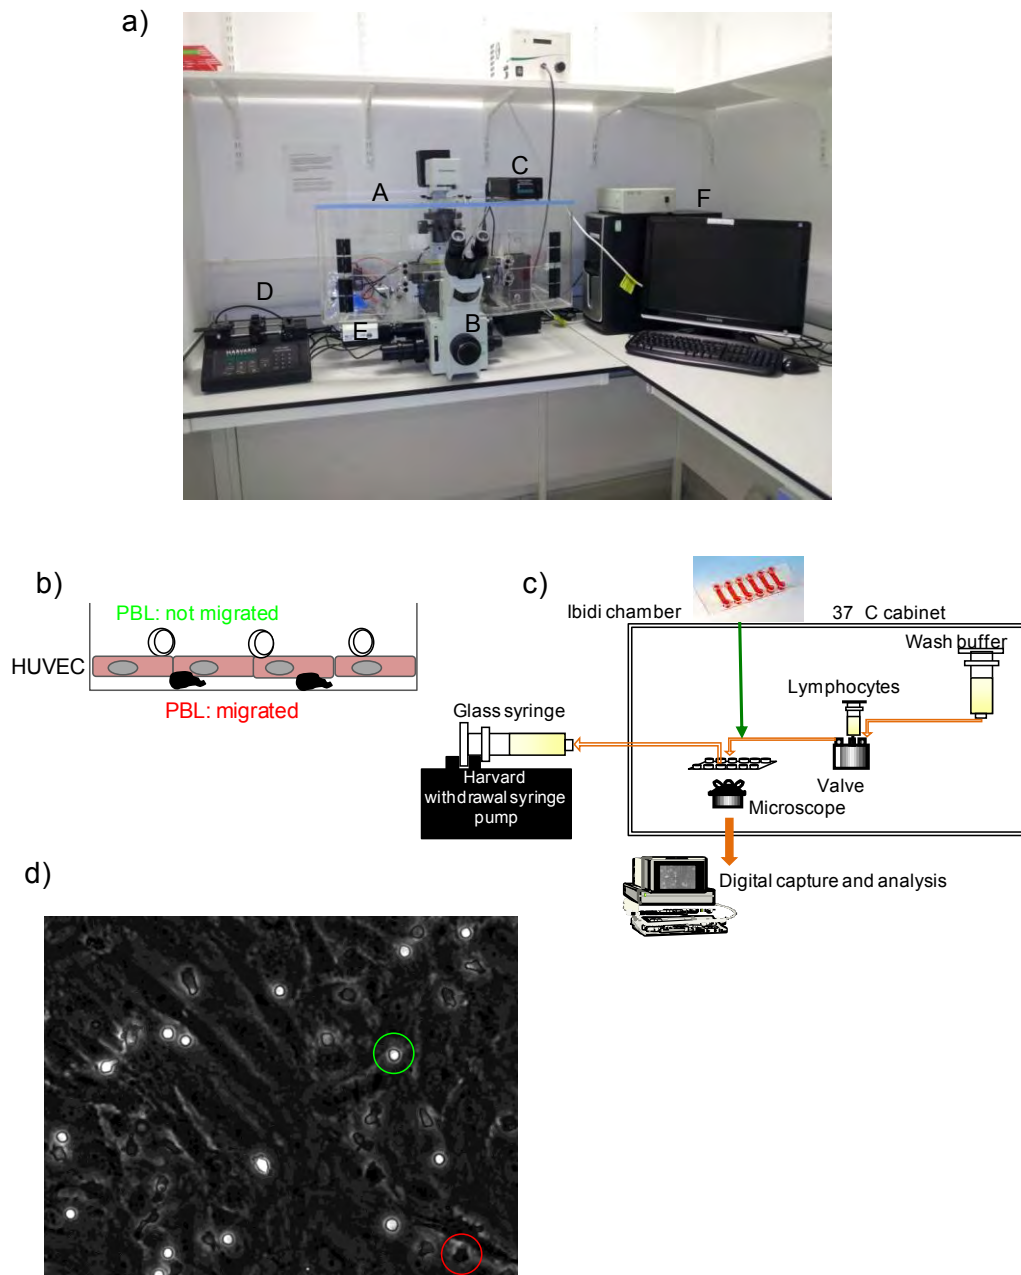 a)
A
C
F
D
E
B
HARVARD
b)
PBL: not migrated
HUVEC
PBL: migrated
c)
Ibidi chamber
37 C cabinet
Wash buffer
Lymphocytes
Glass syringe
Valve
Harvard
withdrawal syringe
pump
Microscope
Digital capture and analysis
d)